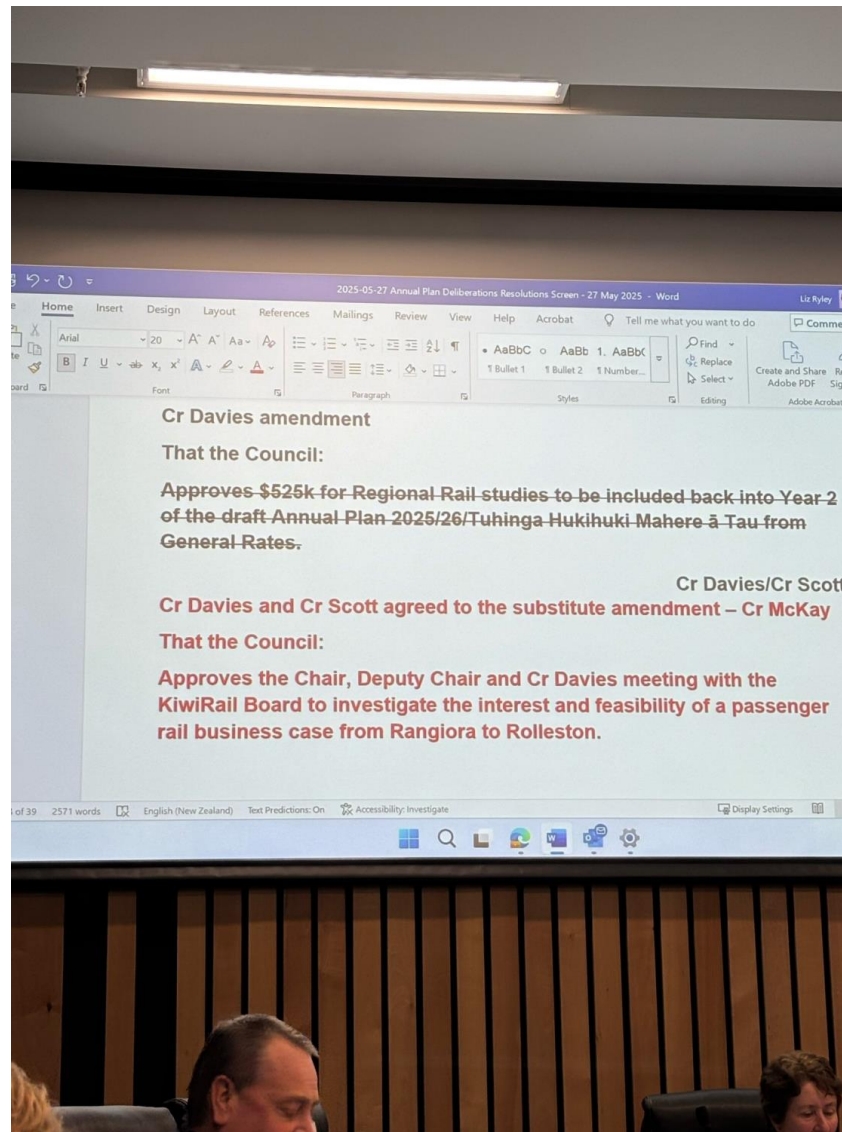 2025-05-27 Annual Plan Deliberations Resolutions Screen - 27 May 2025 - Word Liz Ryley
Home Insert Design Layout References Mailings Review View Help Acrobat Tell me what you want to do
Arial 20 Aa
Find
Replace
Select
AaBbC AaBb 1. AaBb(
¶ Bullet 1 ¶ Bullet 2 ¶ Number...
Create and Share
Adobe PDF
Font Paragraph Styles Editing
Cr Davies amendment
That the Council:
Approves $525k for Regional Rail studies to be included back into Year 2
of the draft Annual Plan 2025/26/Tuhinga Hukihuki Mahere ā Tau from
General Rates.
Cr Davies/Cr Scott
Cr Davies and Cr Scott agreed to the substitute amendment – Cr McKay
That the Council:
Approves the Chair, Deputy Chair and Cr Davies meeting with the
KiwiRail Board to investigate the interest and feasibility of a passenger
rail business case from Rangiora to Rolleston.
of 39 2571 words English (New Zealand) Text Predictions: On Accessibility: Investigate Display Settings